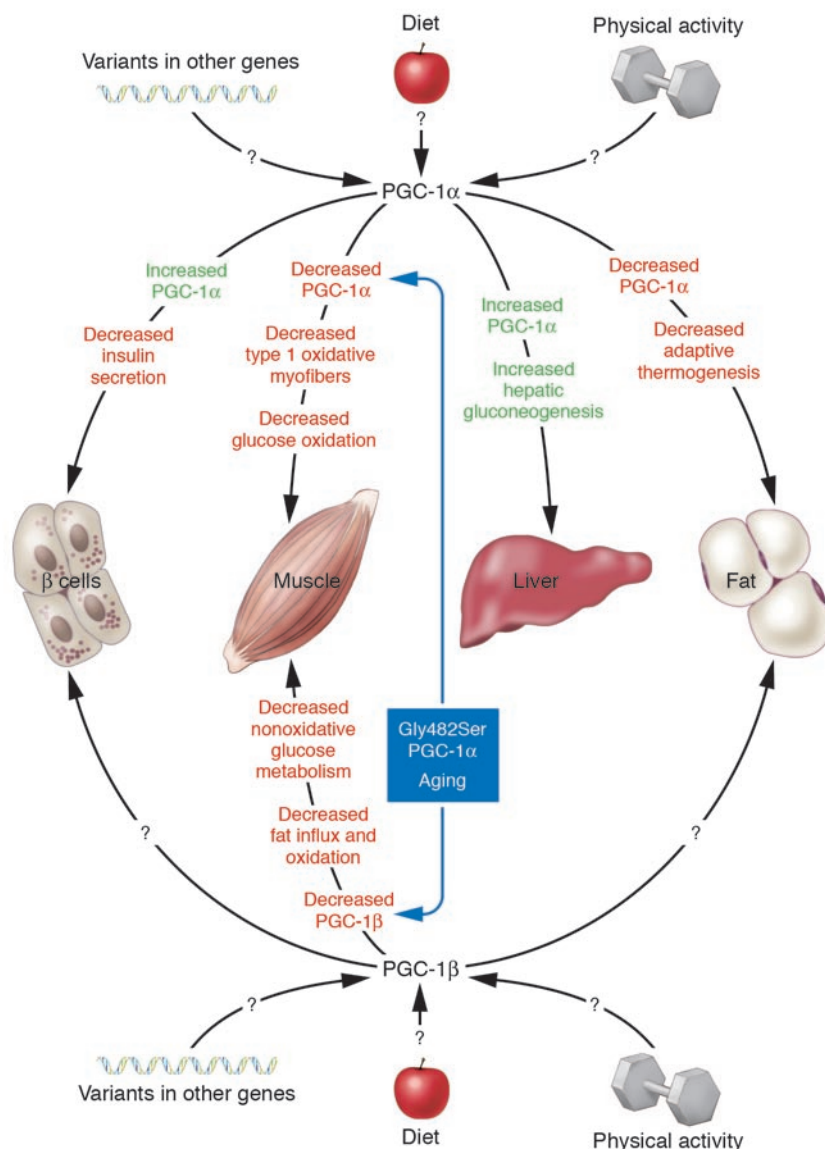 Diet
Physical activity
Variants in other genes
?
?
?
PGC-1α
Increased
PGC-1α
Decreased
insulin
secretion
Decreased
PGC-1α
Decreased
type 1 oxidative
myofibers
Decreased
glucose oxidation
Increased
PGC-1α
Increased
hepatic
gluconeogenesis
Decreased
PGC-1α
Decreased
adaptive
thermogenesis
β cells
Muscle
Liver
Fat
Decreased
nonoxidative
glucose
metabolism
Decreased
fat influx and
oxidation
Decreased
PGC-1β
Gly482Ser
PGC-1α
Aging
?
?
PGC-1β
?
?
?
Variants in other genes
Diet
Physical activity